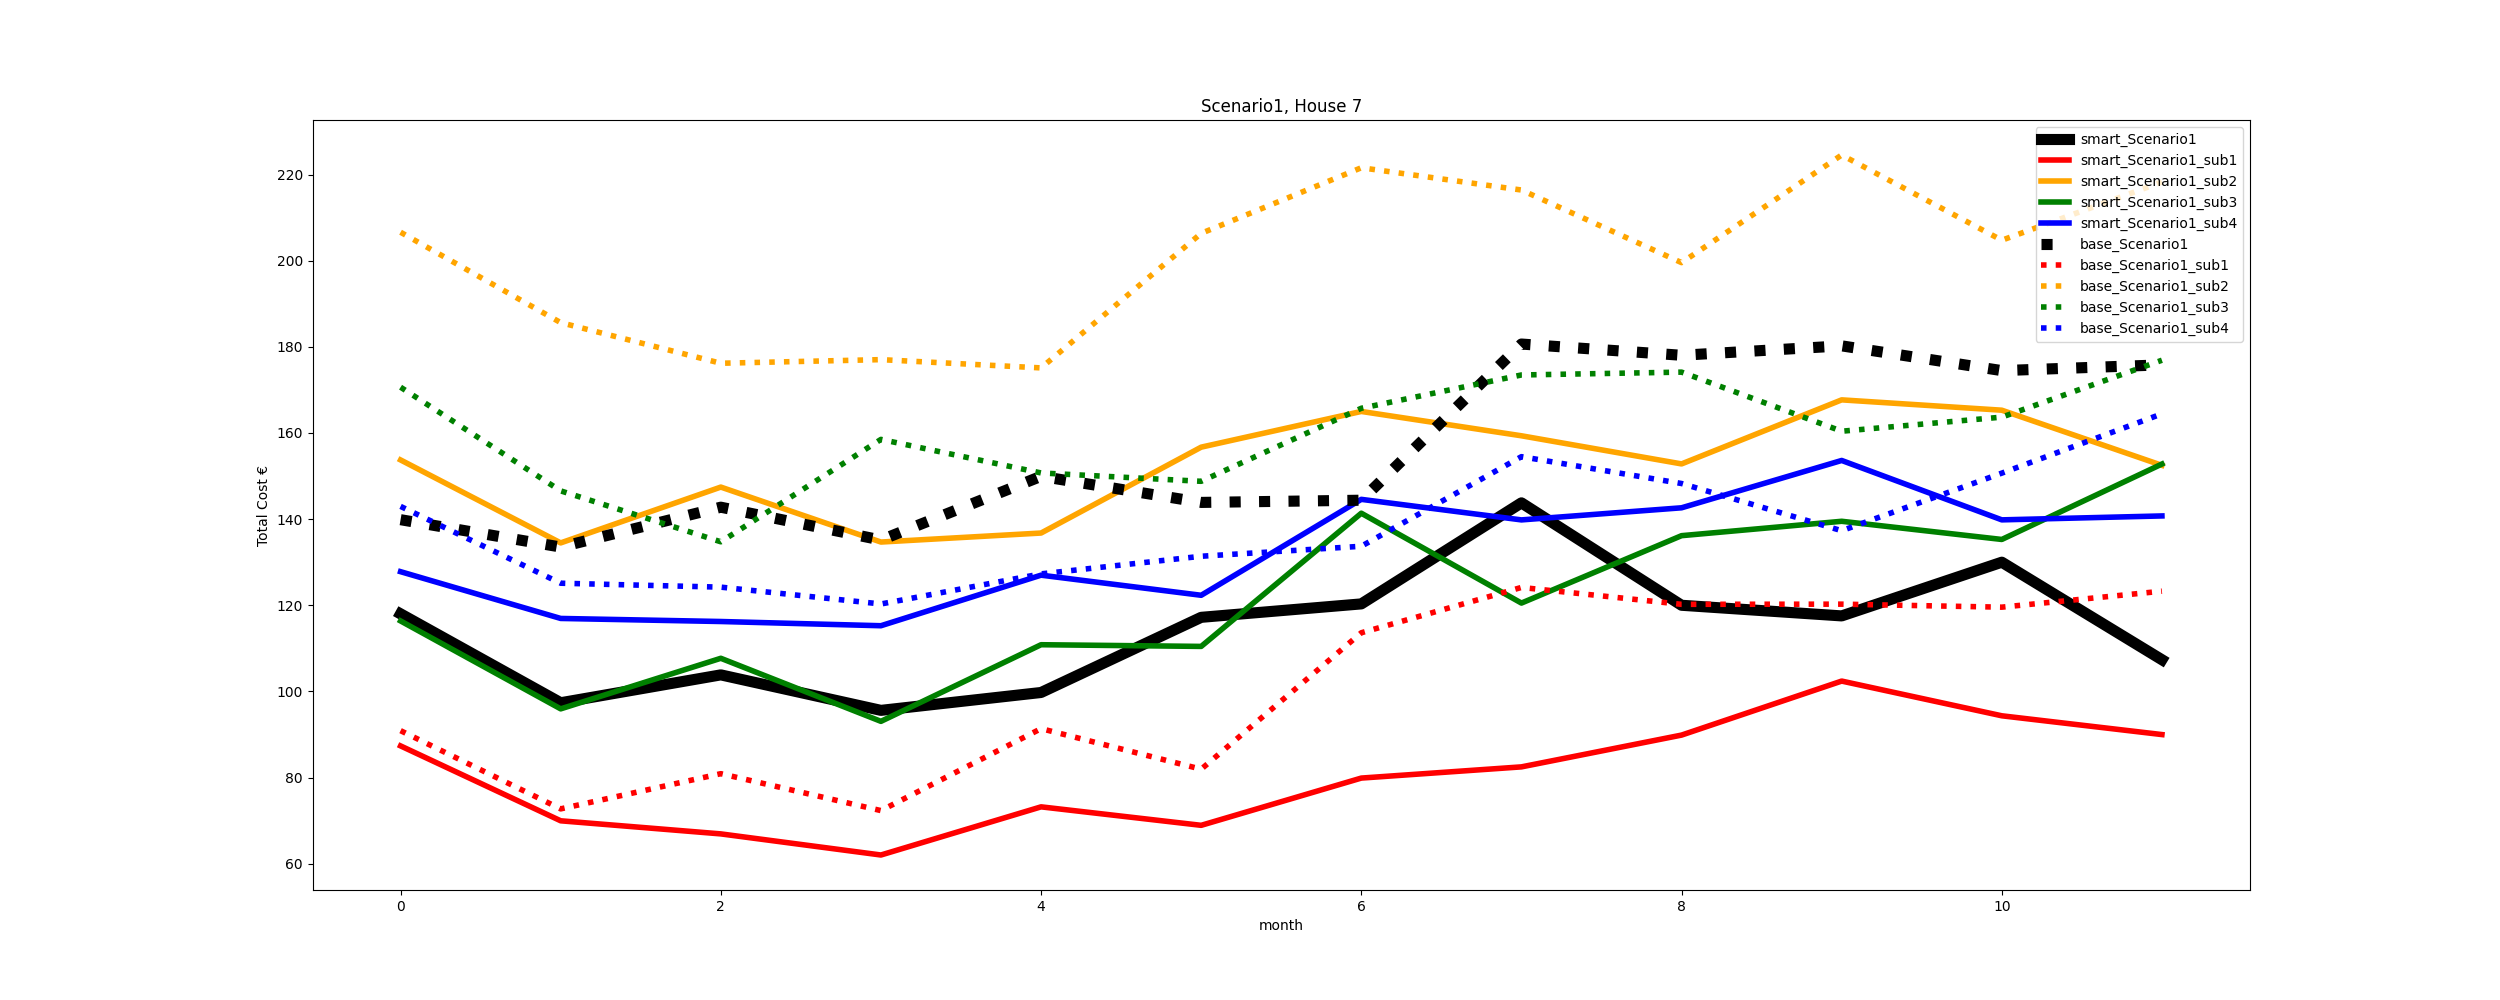 Scenario1, House 7
smart_Scenario1
smart_Scenario1_sub1
smart_Scenario1_sub2
smart_Scenario1_sub3
smart_Scenario1_sub4
base_Scenario1
base_Scenario1_sub1
base_Scenario1_sub2
base_Scenario1_sub3
base_Scenario1_sub4
Total Cost €
220
200
180
160
140
120
100
80
60
0 2 4 6 8 10
month